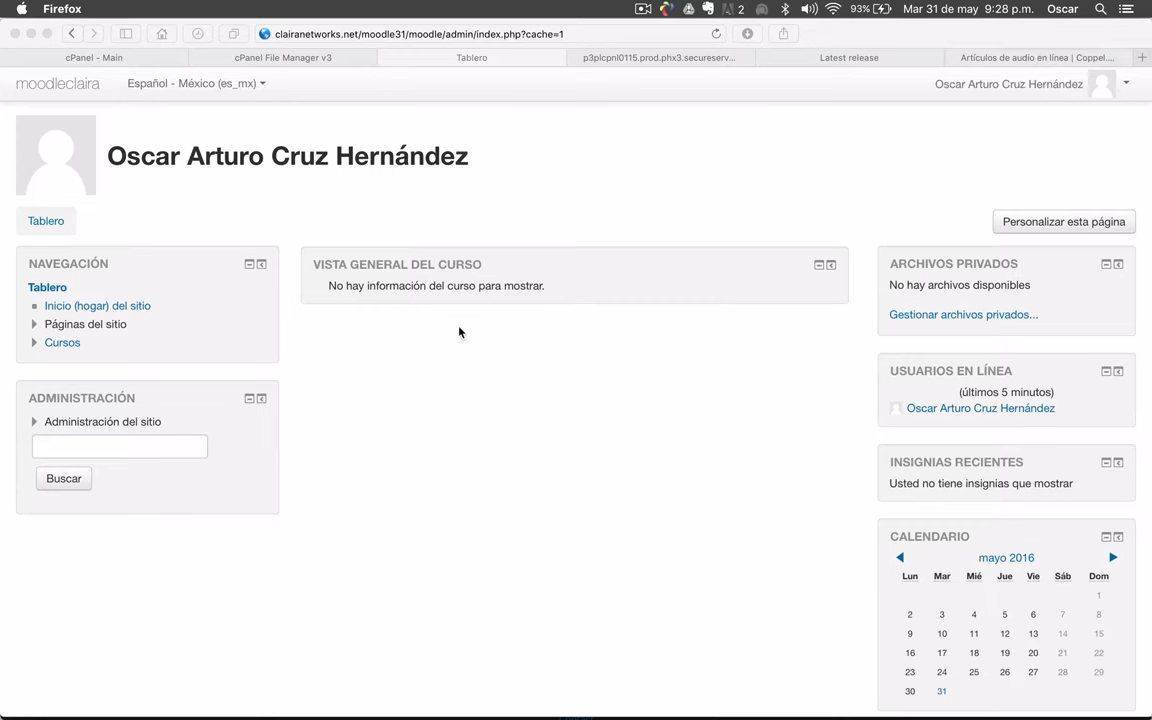 Firefox
2
93%
Mar 31 de may 9:28 p.m.
Oscar
clairanetworks.net/moodle31/moodle/admin/index.php?cache=1
cPanel - Main
cPanel File Manager v3
Tablero
p3plcpnl0115.prod.phx3.secureserv...
Latest release
Artículos de audio en línea | Coppel....
moodleclaira
Español - México (es_mx)
Oscar Arturo Cruz Hernández
Oscar Arturo Cruz Hernández
Tablero
Personalizar esta página
NAVEGACIÓN
Tablero
Inicio (hogar) del sitio
Páginas del sitio
Cursos
ADMINISTRACIÓN
Administración del sitio
Buscar
VISTA GENERAL DEL CURSO
No hay información del curso para mostrar.
ARCHIVOS PRIVADOS
No hay archivos disponibles
Gestionar archivos privados...
USUARIOS EN LÍNEA
(últimos 5 minutos)
Oscar Arturo Cruz Hernández
INSIGNIAS RECIENTES
Usted no tiene insignias que mostrar
CALENDARIO
mayo 2016
Lun Mar Mié Jue Vie Sáb Dom
1
2 3 4 5 6 7 8
9 10 11 12 13 14 15
16 17 18 19 20 21 22
23 24 25 26 27 28 29
30 31